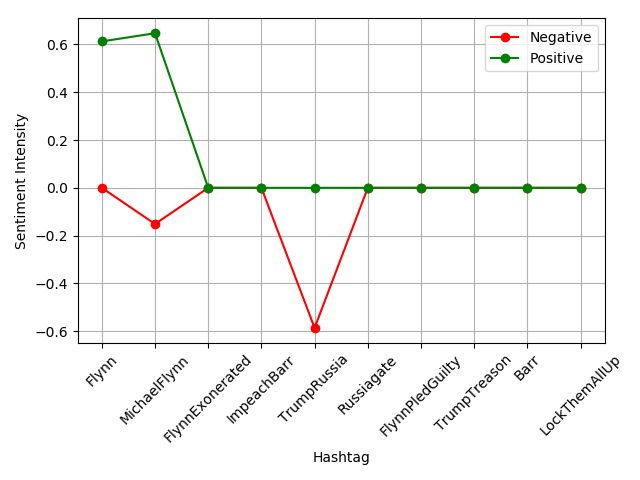 Negative
Positive
0.6
0.4
0.2
0.0
−0.2
−0.4
−0.6
Sentiment Intensity
Flynn
MichaelFlynn
FlynnExonerated
ImpeachBarr
TrumpRussia
Russiagate
FlynnPledGuilty
TrumpTreason
Barr
LockThemAllUp
Hashtag